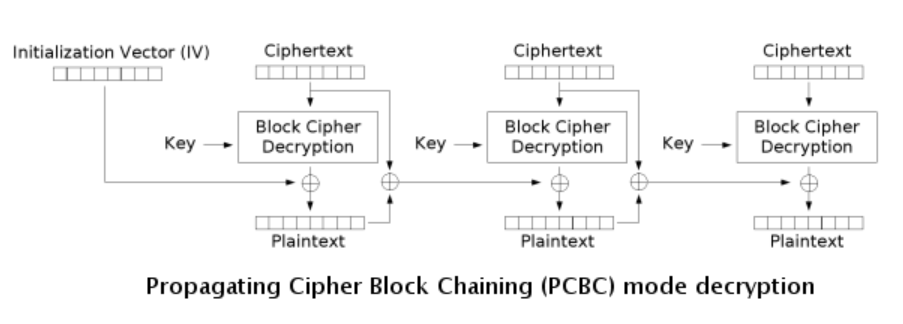 Initialization Vector (IV)
Ciphertext
Ciphertext
Ciphertext
Key
Block Cipher
Decryption
Key
Block Cipher
Decryption
Key
Block Cipher
Decryption
Plaintext
Plaintext
Plaintext
Propagating Cipher Block Chaining (PCBC) mode decryption